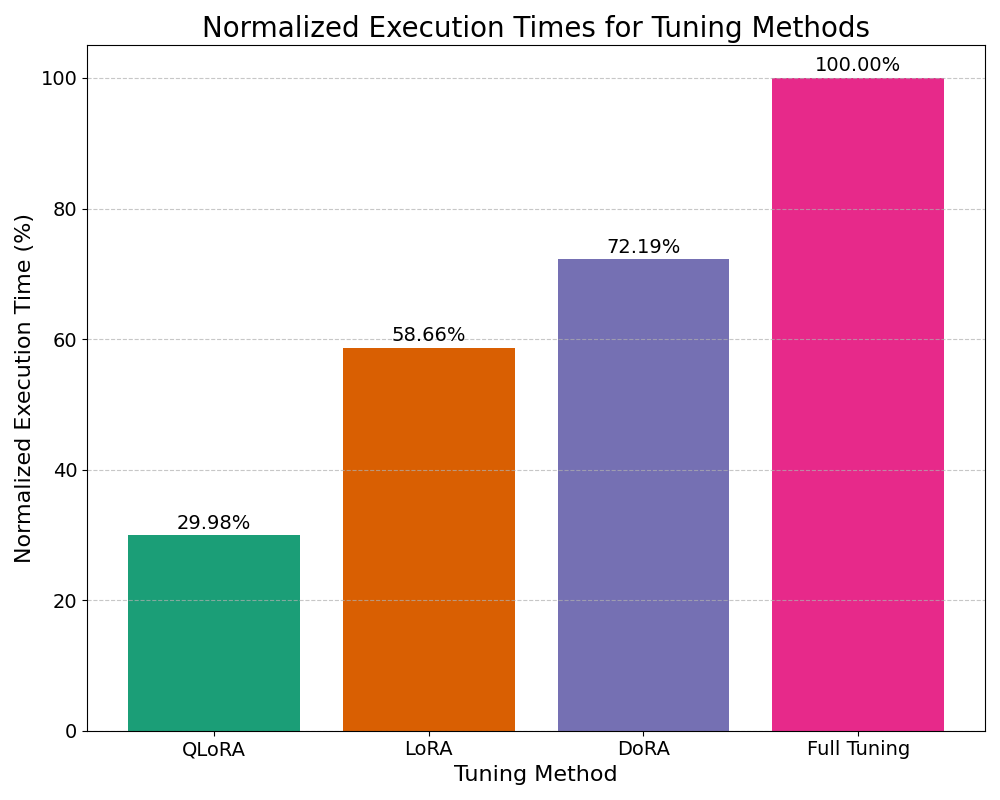 Normalized Execution Times for Tuning Methods
Normalized Execution Time (%)
100
80
60
40
20
0
29.98%
58.66%
72.19%
100.00%
QLoRA
LoRA
DoRA
Full Tuning
Tuning Method